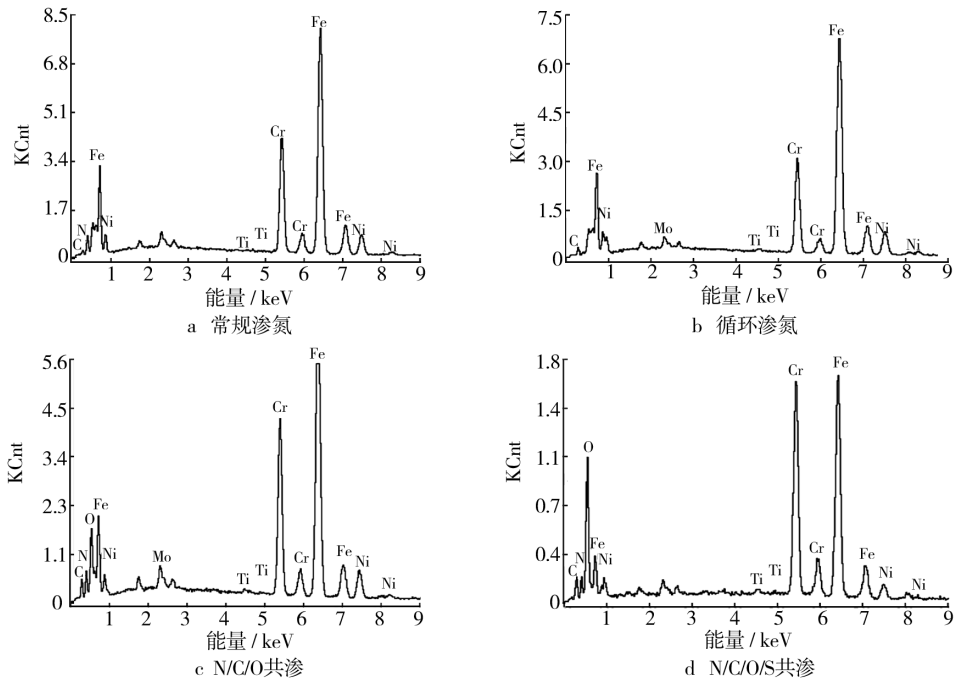 8.5
6.8
5.1
3.4
1.7
0
KCnt
Fe
Cr
Fe
N
C
Ni
Ti
Ti
Cr
Fe
Ni
Ni
1 2 3 4 5 6 7 8 9
能量 / keV
a 常规渗氮
7.5
6.0
4.5
3.0
1.5
0
KCnt
Fe
Cr
Fe
C
Ni
Mo
Ti
Ti
Cr
Fe
Ni
Ni
1 2 3 4 5 6 7 8 9
能量 / keV
b 循环渗氮
5.6
4.5
3.4
2.3
1.1
0
KCnt
Fe
Cr
Fe
O
N
C
Ni
Mo
Ti
Ti
Cr
Fe
Ni
Ni
1 2 3 4 5 6 7 8 9
能量 / keV
c N/C/O共渗
1.8
1.4
1.1
0.7
0.4
0
KCnt
Cr
Fe
O
Fe
N
C
Ni
Ti
Ti
Cr
Fe
Ni
Ni
1 2 3 4 5 6 7 8 9
能量 / keV
d N/C/O/S共渗